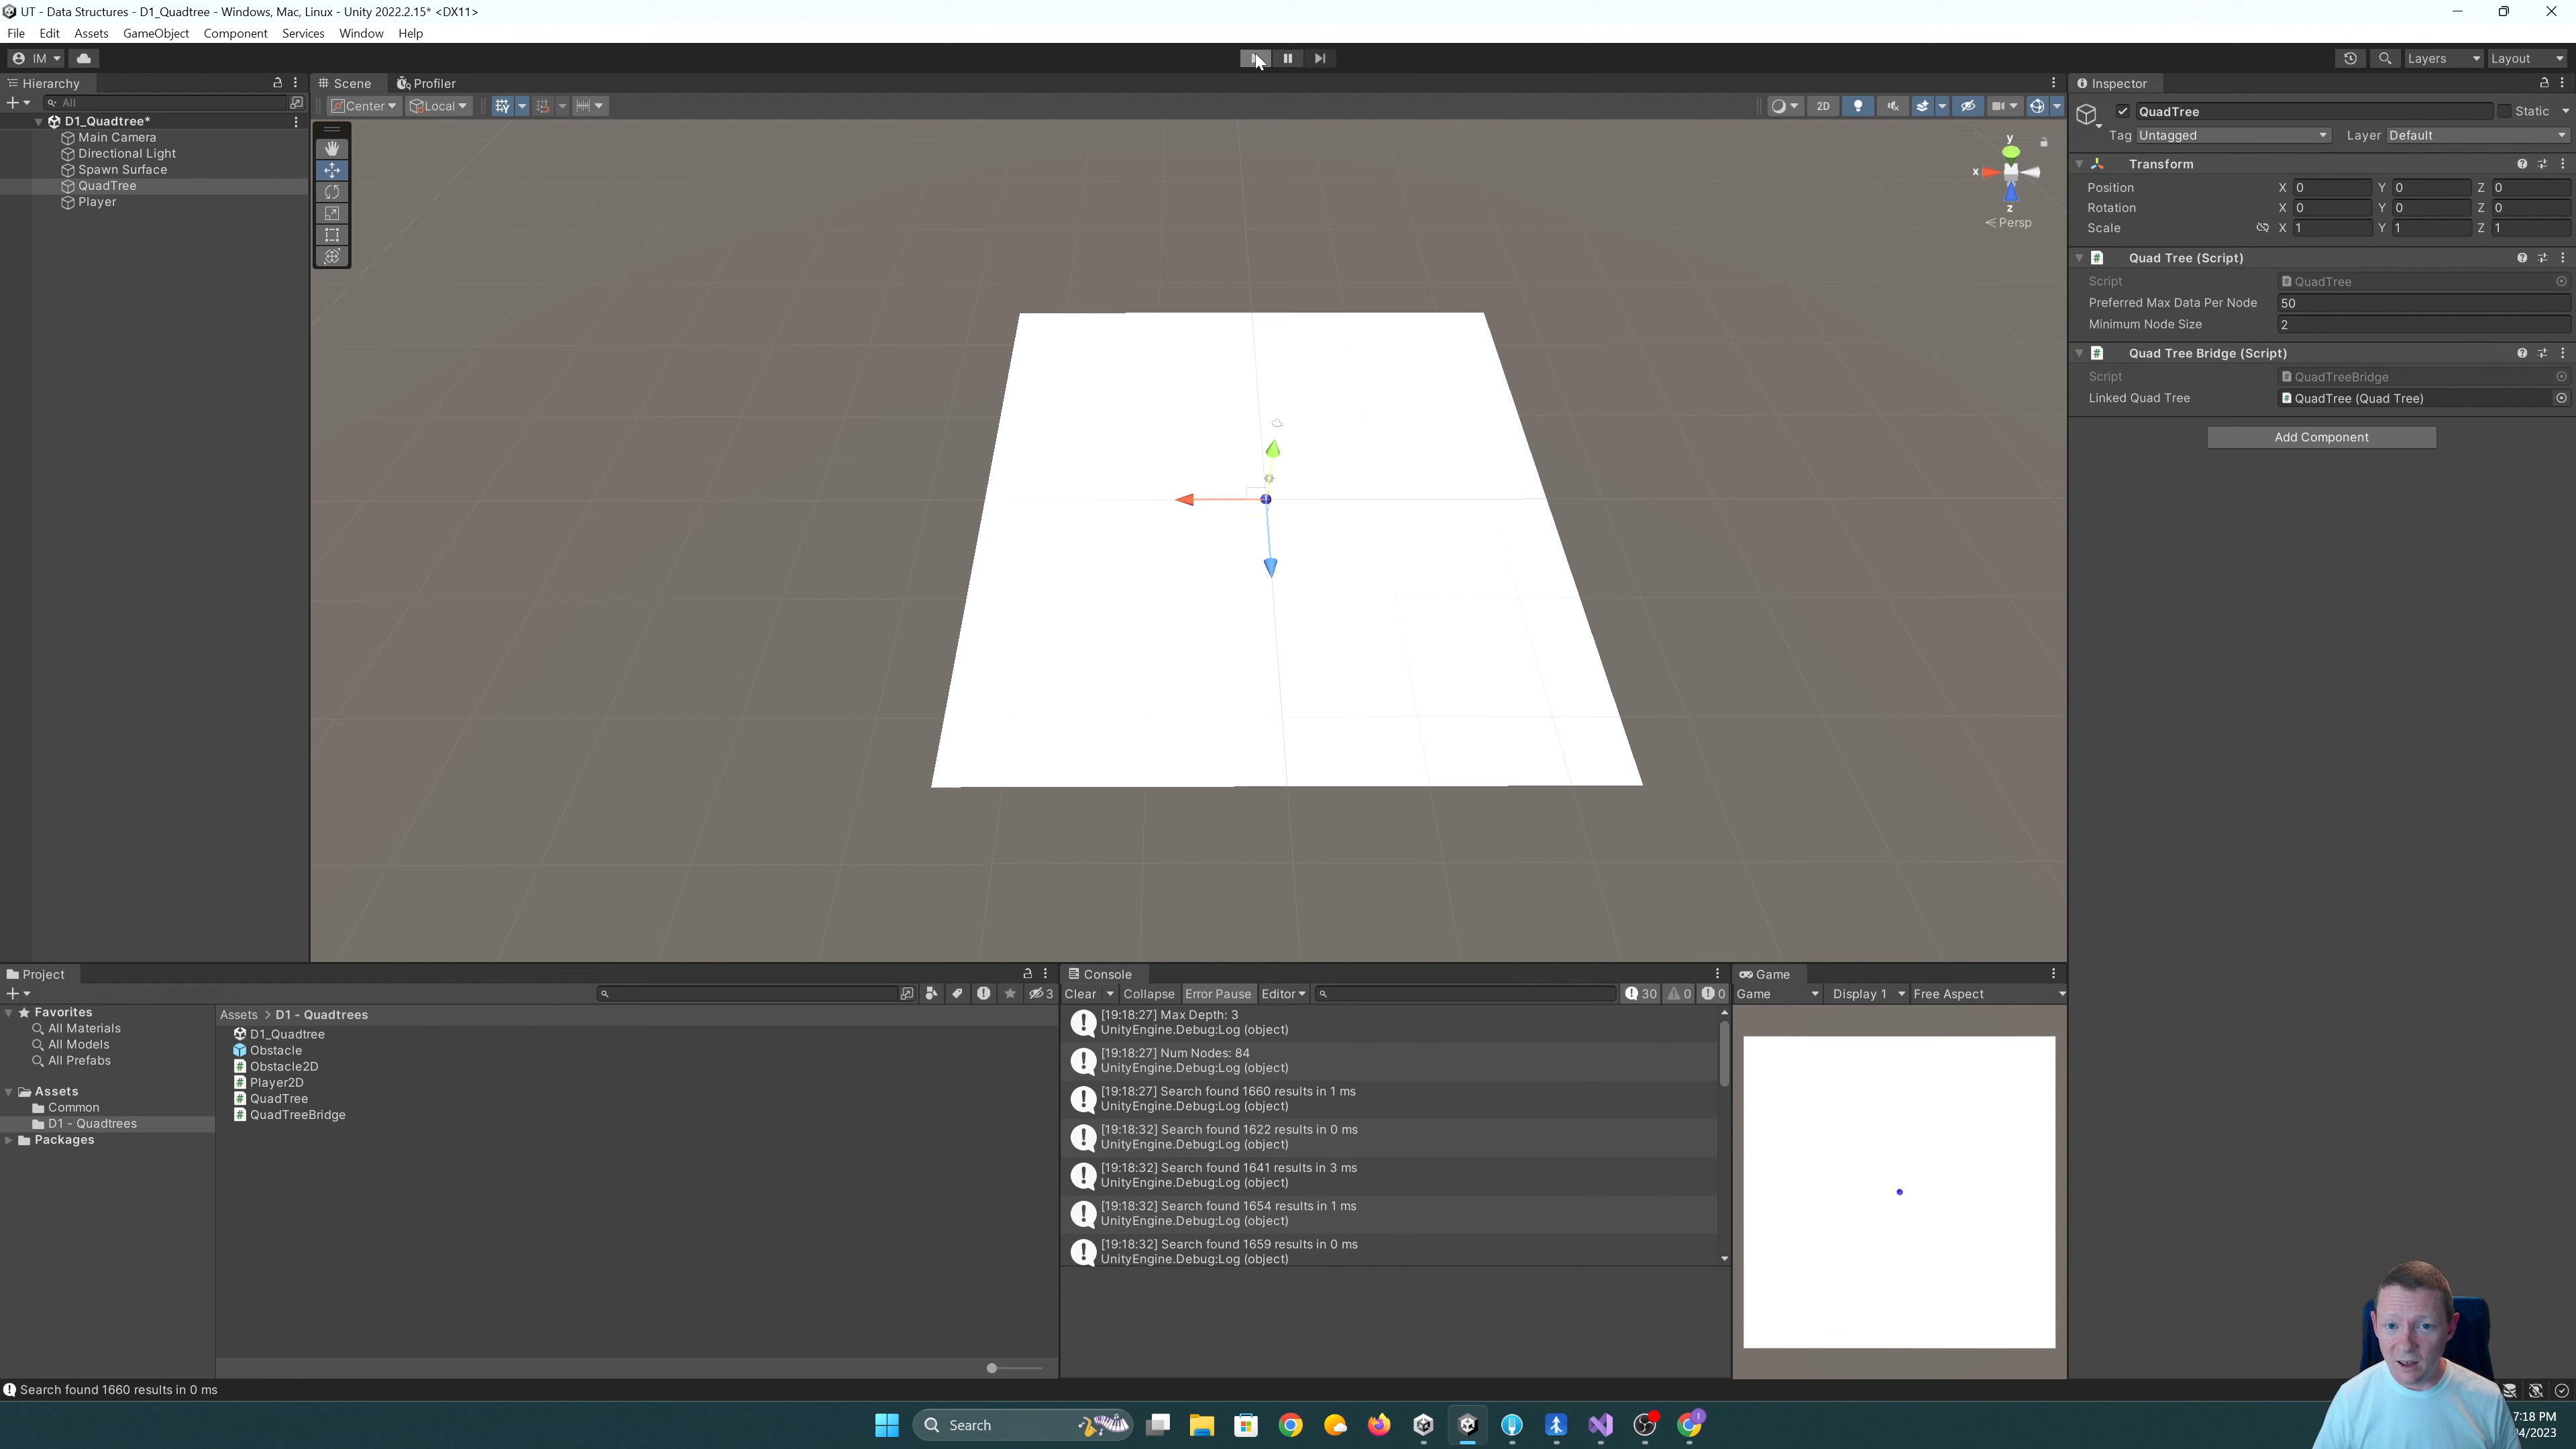 UT - Data Structures - D1_Quadtree - Windows, Mac, Linux - Unity 2022.2.15* <DX11>
File Edit Assets GameObject Component Services Window Help
IM
Layers Layout
Hierarchy
All
D1_Quadtree*
Main Camera
Directional Light
Spawn Surface
QuadTree
Player
Scene Profiler
Center Local
2D
y
x
z
Persp
Inspector
QuadTree Static
Tag Untagged Layer Default
Transform
Position X 0 Y 0 Z 0
Rotation X 0 Y 0 Z 0
Scale X 1 Y 1 Z 1
Quad Tree (Script)
Script QuadTree
Preferred Max Data Per Node 50
Minimum Node Size 2
Quad Tree Bridge (Script)
Script QuadTreeBridge
Linked Quad Tree QuadTree (Quad Tree)
Add Component
Project
3
Favorites
All Materials
All Models
All Prefabs
Assets
Common
D1 - Quadtrees
Packages
Assets > D1 - Quadtrees
D1_Quadtree
Obstacle
Obstacle2D
Player2D
QuadTree
QuadTreeBridge
Console
Clear Collapse Error Pause Editor 30 0 0
[19:18:27] Max Depth: 3
UnityEngine.Debug:Log (object)
[19:18:27] Num Nodes: 84
UnityEngine.Debug:Log (object)
[19:18:27] Search found 1660 results in 1 ms
UnityEngine.Debug:Log (object)
[19:18:32] Search found 1622 results in 0 ms
UnityEngine.Debug:Log (object)
[19:18:32] Search found 1641 results in 3 ms
UnityEngine.Debug:Log (object)
[19:18:32] Search found 1654 results in 1 ms
UnityEngine.Debug:Log (object)
[19:18:32] Search found 1659 results in 0 ms
UnityEngine.Debug:Log (object)
Game
Game Display 1 Free Aspect
Search found 1660 results in 0 ms
Search
7:18 PM
4/2023